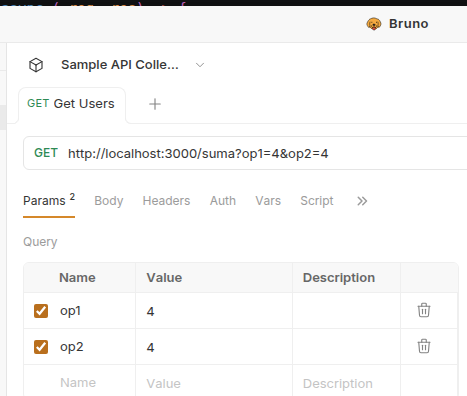 Bruno
Sample API Colle...
GET Get Users
GET http://localhost:3000/suma?op1=4&op2=4
Params 2 Body Headers Auth Vars Script
Query
Name Value Description
op1 4
op2 4
Name Value Description